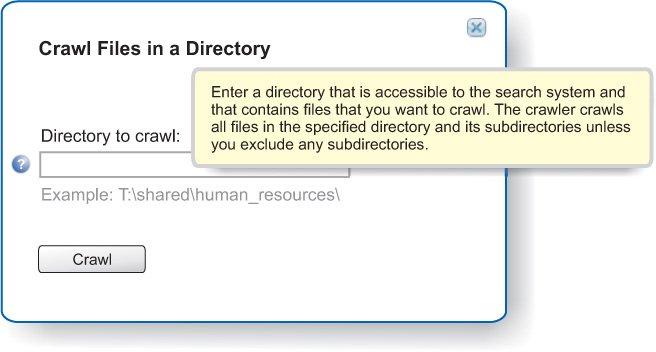 Crawl Files in a Directory
Enter a directory that is accessible to the search system and
that contains files that you want to crawl. The crawler crawls
all files in the specified directory and its subdirectories unless
you exclude any subdirectories.
Directory to crawl:
?
Example: T:\shared\human_resources\
Crawl